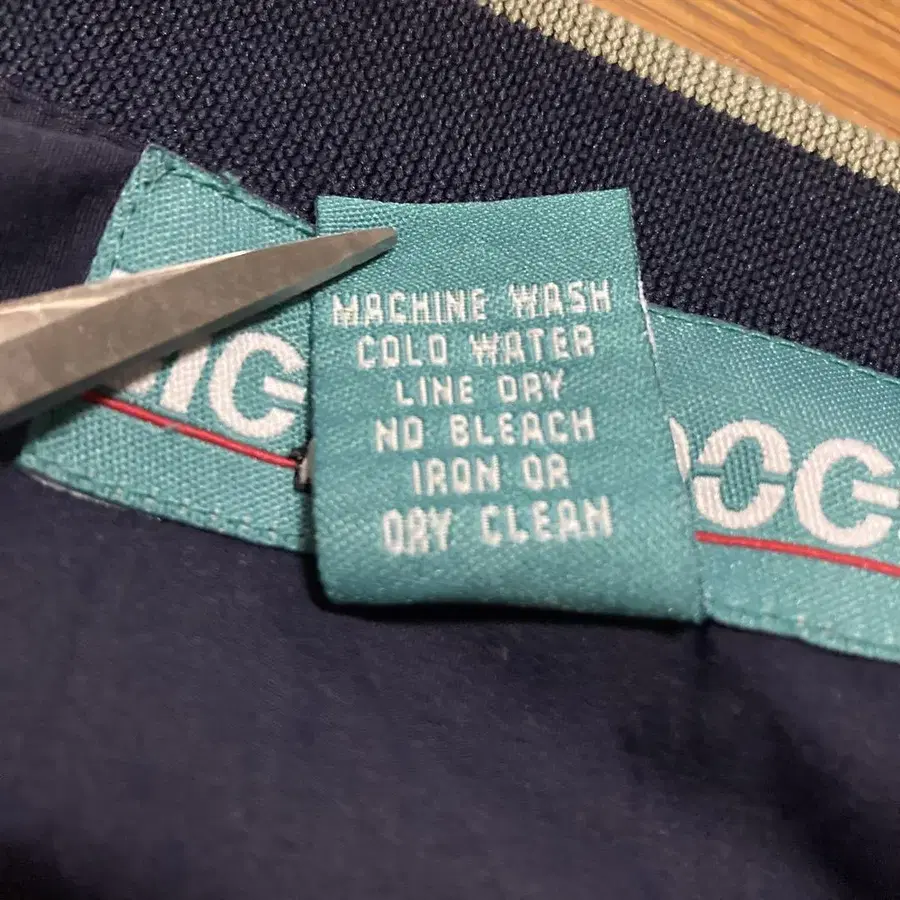 MACHINE WASH
COLD WATER
LINE DRY
NO BLEACH
IRON OR
DRY CLEAN